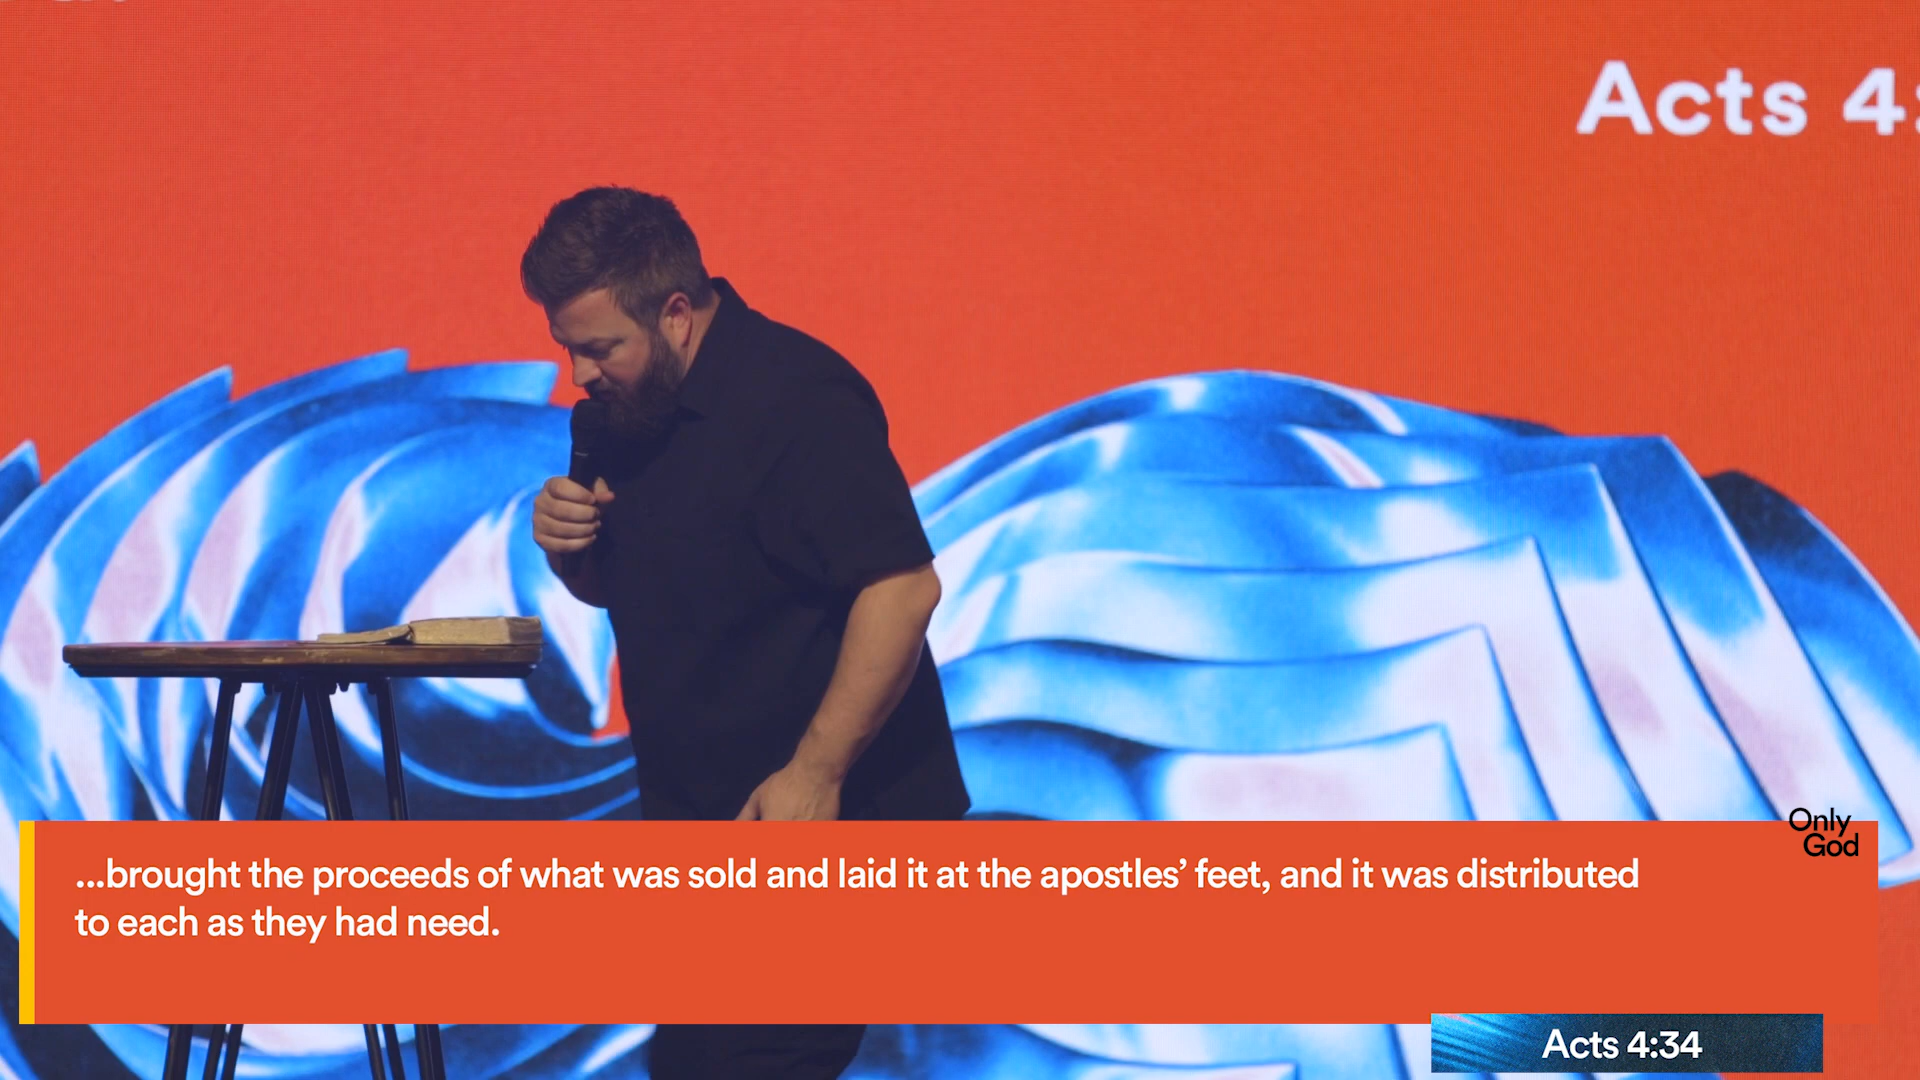 Acts 4:
Only
God
...brought the proceeds of what was sold and laid it at the apostles’ feet, and it was distributed
to each as they had need.
Acts 4:34